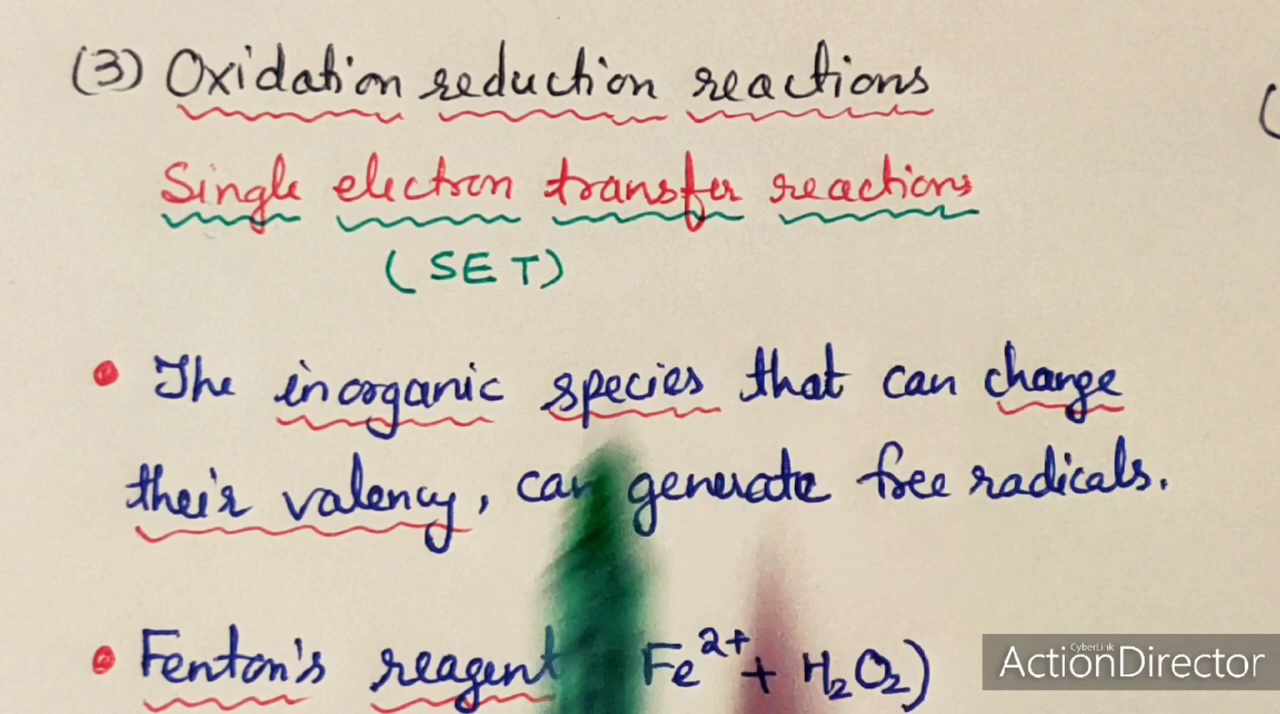 (3) Oxidation reduction reactions
Single electron transfer reactions
(SET)
• The inorganic species that can change
their valency, can generate free radicals.
• Fenton's reagent Fe²⁺ + H₂O₂)
CyberLink
ActionDirector